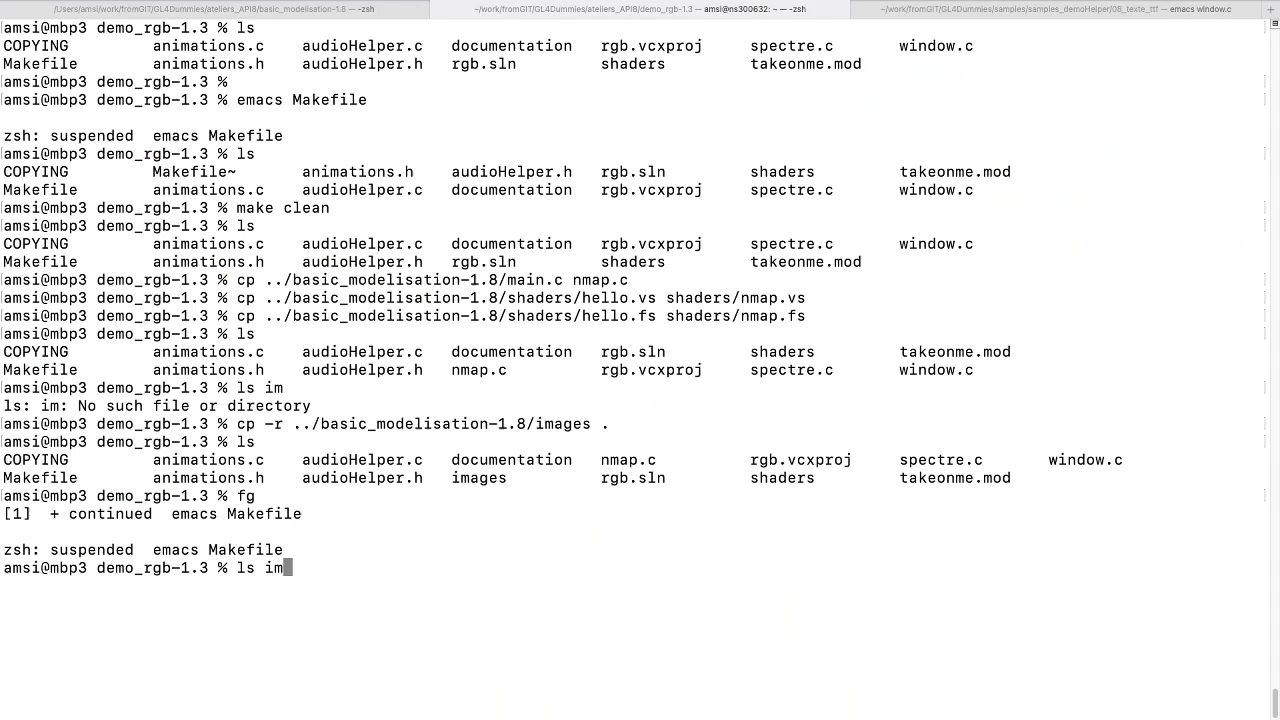 /Users/amsi/work/fromGIT/GL4Dummies/ateliers_API8/basic_modelisation-1.8 — -zsh
~/work/fromGIT/GL4Dummies/ateliers_API8/demo_rgb-1.3 — amsi@ns300632: ~ — -zsh
~/work/fromGIT/GL4Dummies/samples/samples_demoHelper/08_texte_ttf — emacs window.c
amsi@mbp3 demo_rgb-1.3 % ls
COPYING animations.c audioHelper.c documentation rgb.vcxproj spectre.c window.c
Makefile animations.h audioHelper.h rgb.sln shaders takeonme.mod
amsi@mbp3 demo_rgb-1.3 %
amsi@mbp3 demo_rgb-1.3 % emacs Makefile
zsh: suspended  emacs Makefile
amsi@mbp3 demo_rgb-1.3 % ls
COPYING Makefile~ animations.h audioHelper.h rgb.sln shaders takeonme.mod
Makefile animations.c audioHelper.c documentation rgb.vcxproj spectre.c window.c
amsi@mbp3 demo_rgb-1.3 % make clean
amsi@mbp3 demo_rgb-1.3 % ls
COPYING animations.c audioHelper.c documentation rgb.vcxproj spectre.c window.c
Makefile animations.h audioHelper.h rgb.sln shaders takeonme.mod
amsi@mbp3 demo_rgb-1.3 % cp ../basic_modelisation-1.8/main.c nmap.c
amsi@mbp3 demo_rgb-1.3 % cp ../basic_modelisation-1.8/shaders/hello.vs shaders/nmap.vs
amsi@mbp3 demo_rgb-1.3 % cp ../basic_modelisation-1.8/shaders/hello.fs shaders/nmap.fs
amsi@mbp3 demo_rgb-1.3 % ls
COPYING animations.c audioHelper.c documentation rgb.sln shaders takeonme.mod
Makefile animations.h audioHelper.h nmap.c rgb.vcxproj spectre.c window.c
amsi@mbp3 demo_rgb-1.3 % ls im
ls: im: No such file or directory
amsi@mbp3 demo_rgb-1.3 % cp -r ../basic_modelisation-1.8/images .
amsi@mbp3 demo_rgb-1.3 % ls
COPYING animations.c audioHelper.c documentation nmap.c rgb.vcxproj spectre.c window.c
Makefile animations.h audioHelper.h images rgb.sln shaders takeonme.mod
amsi@mbp3 demo_rgb-1.3 % fg
[1]  + continued  emacs Makefile
zsh: suspended  emacs Makefile
amsi@mbp3 demo_rgb-1.3 % ls im